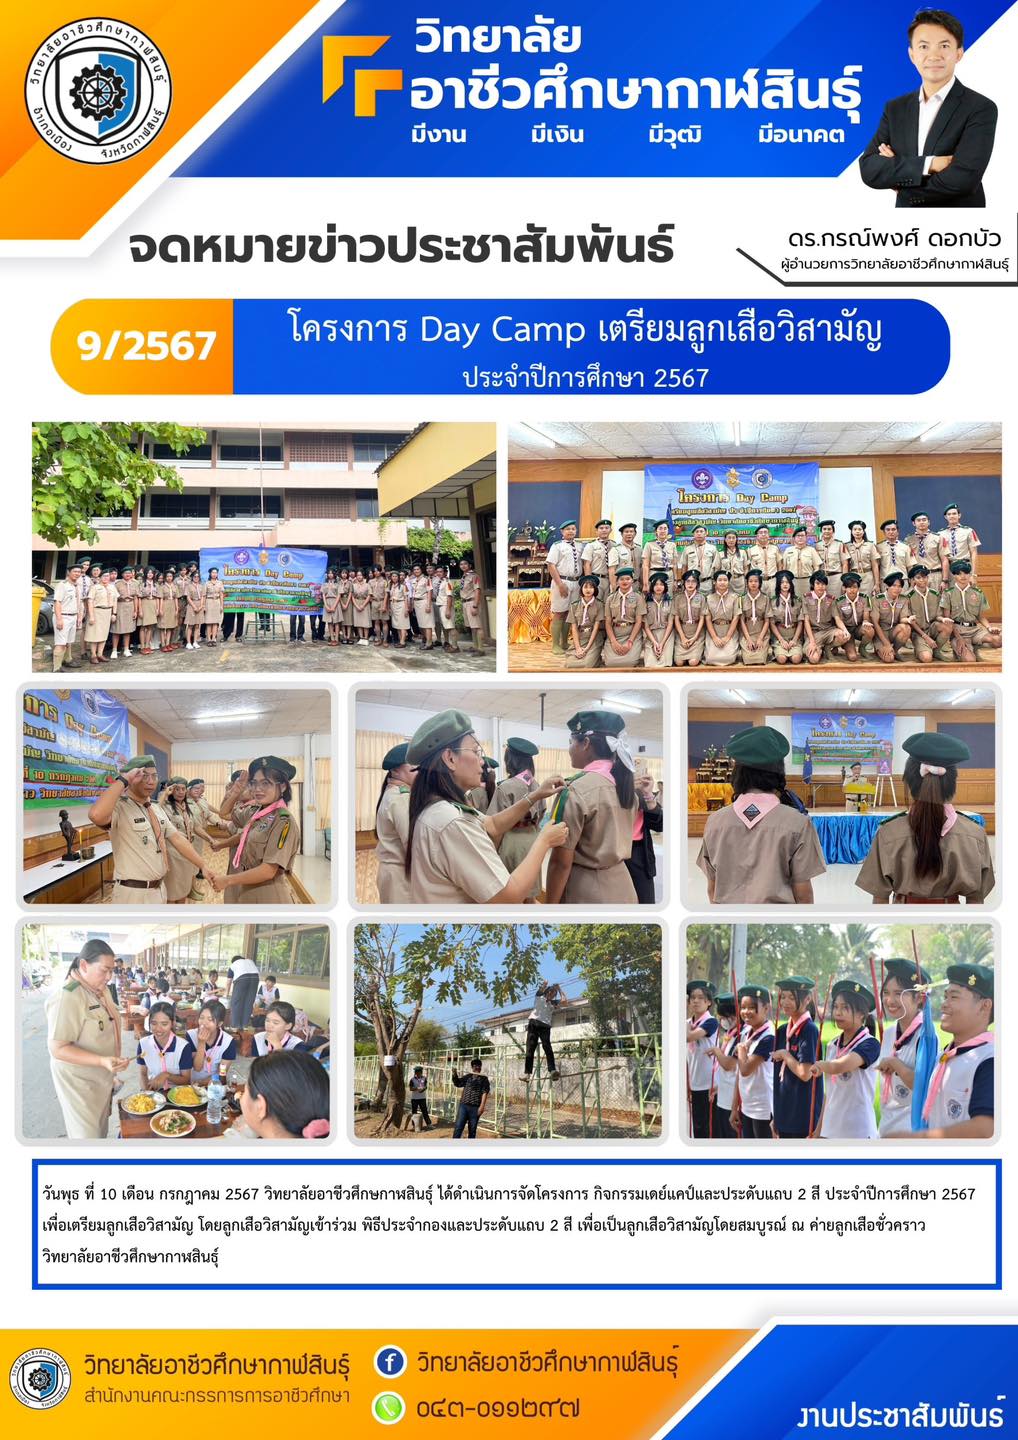 วิทยาลัยอาชีวศึกษากาฬสินธุ์
อำเภอเมือง จังหวัดกาฬสินธุ์
วิทยาลัย
อาชีวศึกษากาฬสินธุ์
มีงาน มีเงิน มีวุฒิ มีอนาคต
จดหมายข่าวประชาสัมพันธ์
ดร.กรณ์พงศ์ ดอกบัว
ผู้อำนวยการวิทยาลัยอาชีวศึกษากาฬสินธุ์
9/2567
โครงการ Day Camp เตรียมลูกเสือวิสามัญ
ประจำปีการศึกษา 2567
โครงการ Day Camp
โครงการ Day Camp
การ Day Camp
โครงการ Day Camp
วันพุธ ที่ 10 เดือน กรกฎาคม 2567 วิทยาลัยอาชีวศึกษกาฬสินธุ์ ได้ดำเนินการจัดโครงการ กิจกรรมเดย์แคป์และประดับแถบ 2 สี ประจำปีการศึกษา 2567
เพื่อเตรียมลูกเสือวิสามัญ โดยลูกเสือวิสามัญเข้าร่วม พิธีประจำกองและประดับแถบ 2 สี เพื่อเป็นลูกเสือวิสามัญโดยสมบูรณ์ ณ ค่ายลูกเสือชั่วคราว
วิทยาลัยอาชีวศึกษากาฬสินธุ์
วิทยาลัยอาชีวศึกษากาฬสินธุ์
สำนักงานคณะกรรการการอาชีวศึกษา
วิทยาลัยอาชีวศึกษากาฬสินธุ์
๐๔๓-๐๑๑๒๙๗
งานประชาสัมพันธ์